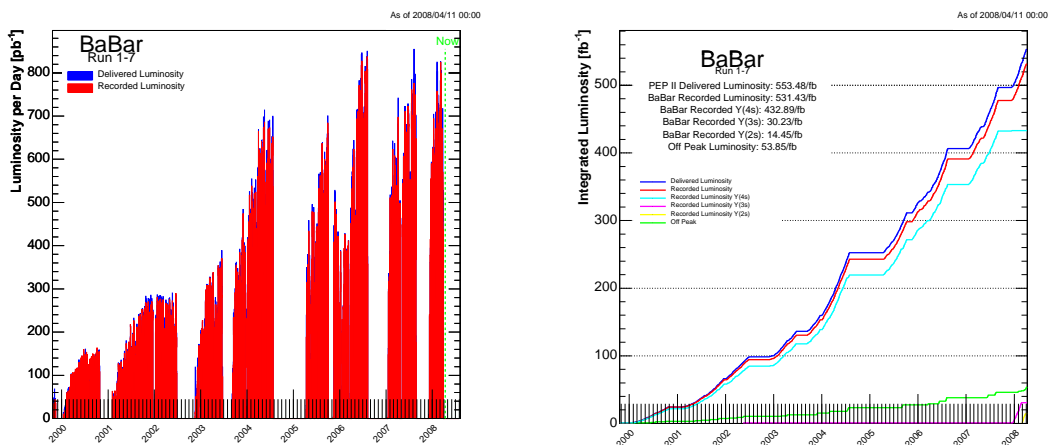 As of 2008/04/11 00:00
BaBar
Run 1-7
Delivered Luminosity
Recorded Luminosity
Now
Luminosity per Day [pb-1]
800
700
600
500
400
300
200
100
0
2000
2001
2002
2003
2004
2005
2006
2007
2008
As of 2008/04/11 00:00
BaBar
Run 1-7
PEP II Delivered Luminosity: 553.48/fb
BaBar Recorded Luminosity: 531.43/fb
BaBar Recorded Y(4s): 432.89/fb
BaBar Recorded Y(3s): 30.23/fb
BaBar Recorded Y(2s): 14.45/fb
Off Peak Luminosity: 53.85/fb
Delivered Luminosity
Recorded Luminosity
Recorded Luminosity Y(4s)
Recorded Luminosity Y(3s)
Recorded Luminosity Y(2s)
Off Peak
Integrated Luminosity [fb-1]
500
400
300
200
100
0
2000
2001
2002
2003
2004
2005
2006
2007
2008